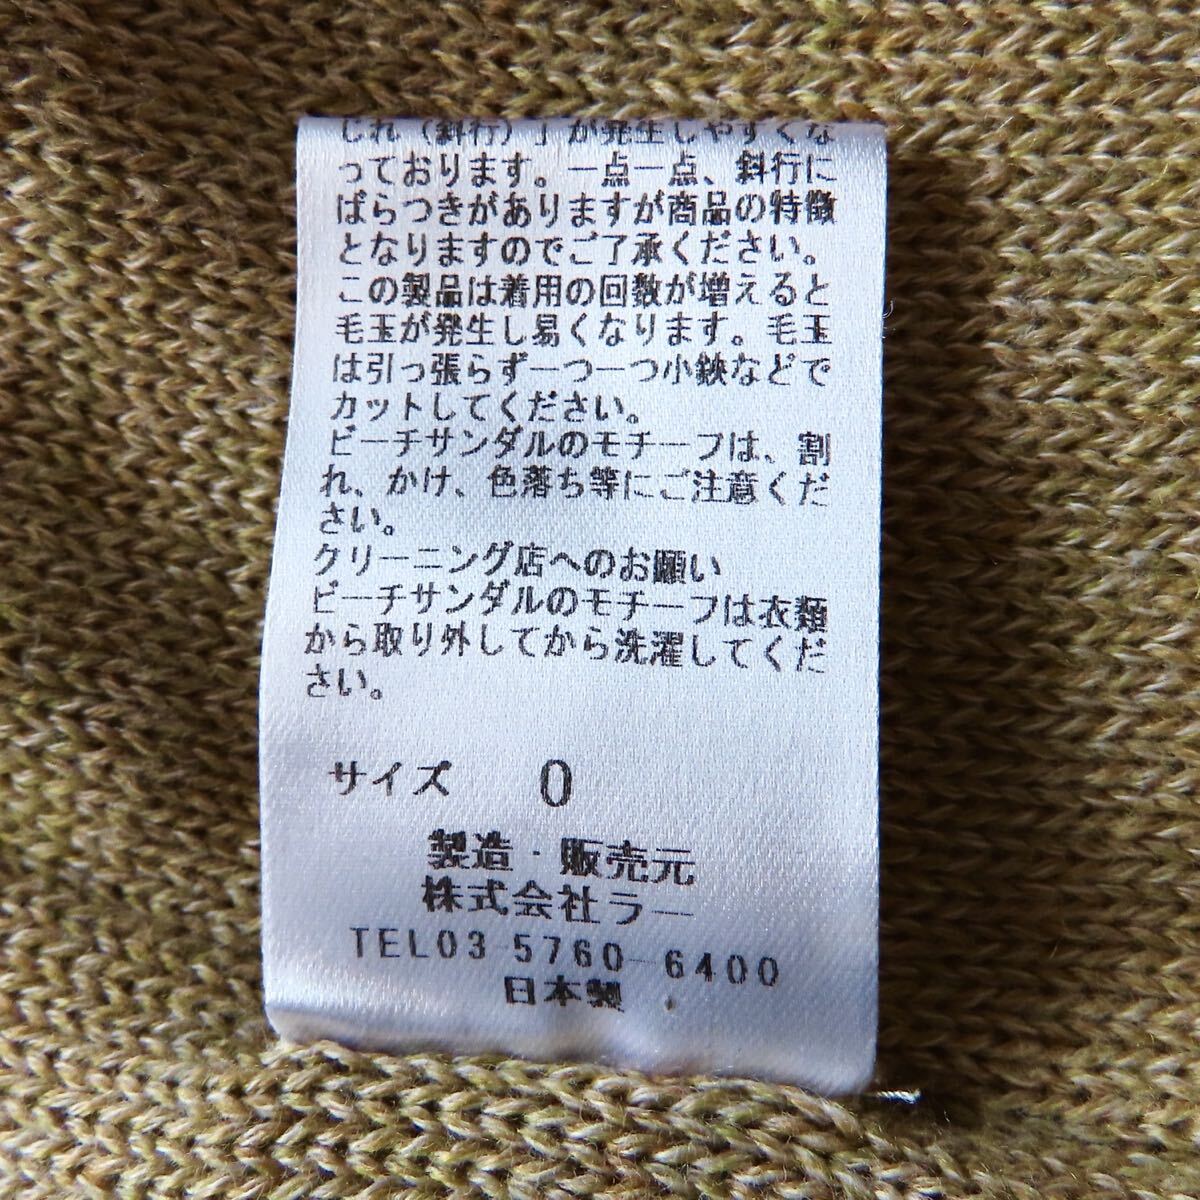 じれ（斜行）」が発生しやすくな
っております。一点一点、斜行に
ばらつきがありますが商品の特徴
となりますのでご了承ください。
この製品は着用の回数が増えると
毛玉が発生し易くなります。毛玉
は引っ張らず一つ一つ小鋏などで
カットしてください。
ビーチサンダルのモチーフは、割
れ、かけ、色落ち等にご注意くだ
さい。
クリーニング店へのお願い
ビーチサンダルのモチーフは衣類
から取り外してから洗濯してくだ
さい。
サイズ 0
製造・販売元
株式会社ラー
TEL03-5760-6400
日本製